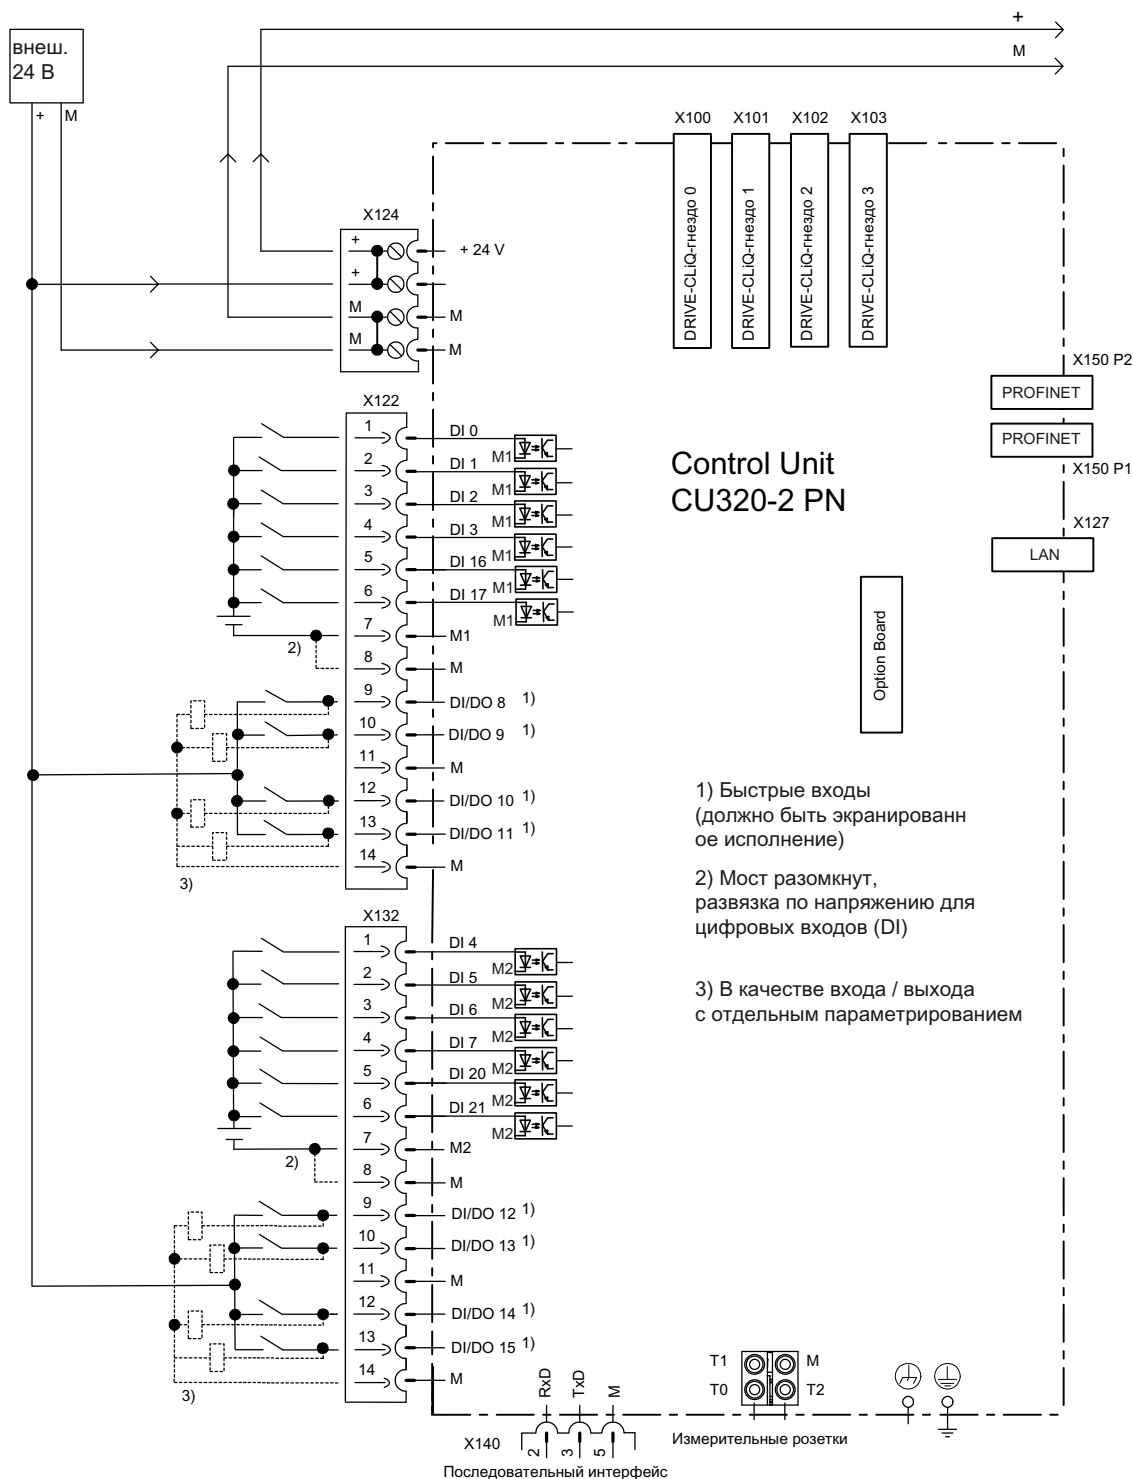 +
M
внеш.
24 В
+ M
X100 X101 X102 X103
DRIVE-CLiQ-гнездо 0
DRIVE-CLiQ-гнездо 1
DRIVE-CLiQ-гнездо 2
DRIVE-CLiQ-гнездо 3
X124
+ + 24 V
+
M M
M M
X150 P2
PROFINET
PROFINET
X150 P1
X127
LAN
Control Unit
CU320-2 PN
Option Board
X122
1 DI 0
M1
2 DI 1
M1
3 DI 2
M1
4 DI 3
M1
5 DI 16
M1
6 DI 17
M1
7 M1
2)
8 M
9 DI/DO 8 1)
10 DI/DO 9 1)
11 M
12 DI/DO 10 1)
13 DI/DO 11 1)
14 M
3)
1) Быстрые входы
(должно быть экранированн
ое исполнение)
2) Мост разомкнут,
развязка по напряжению для
цифровых входов (DI)
3) В качестве входа / выхода
с отдельным параметрированием
X132
1 DI 4
M2
2 DI 5
M2
3 DI 6
M2
4 DI 7
M2
5 DI 20
M2
6 DI 21
M2
7 M2
2)
8 M
9 DI/DO 12 1)
10 DI/DO 13 1)
11 M
12 DI/DO 14 1)
13 DI/DO 15 1)
14 M
3)
T1 M
T0 T2
Измерительные розетки
RxD TxD M
X140 2 3 5
Последовательный интерфейс